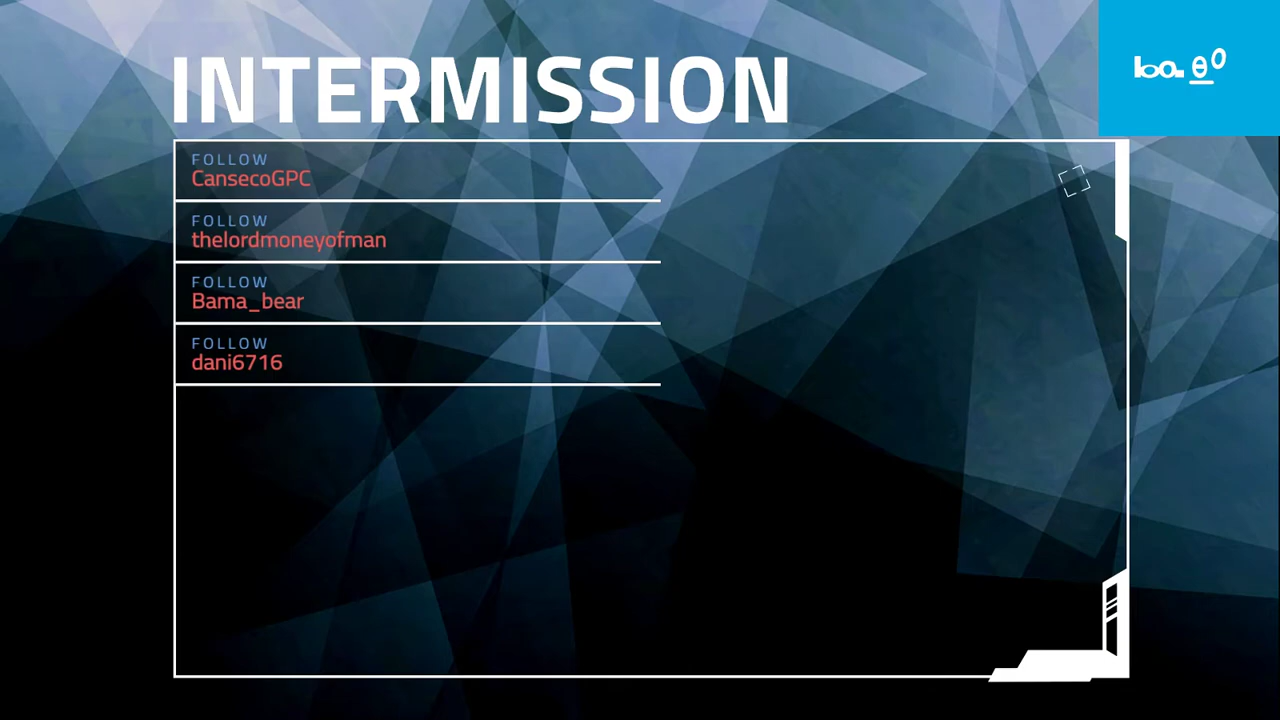 INTERMISSION
FOLLOW
CansecoGPC
FOLLOW
thelordmoneyofman
FOLLOW
Bama_bear
FOLLOW
dani6716